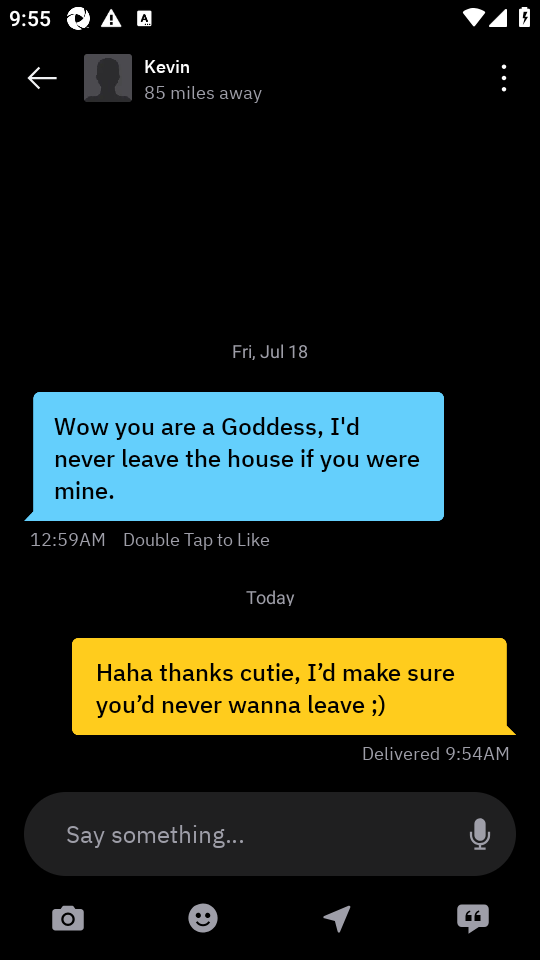 9:55
Kevin
85 miles away
Fri, Jul 18
Wow you are a Goddess, I'd
never leave the house if you were
mine.
12:59AM Double Tap to Like
Today
Haha thanks cutie, I’d make sure
you’d never wanna leave ;)
Delivered 9:54AM
Say something...